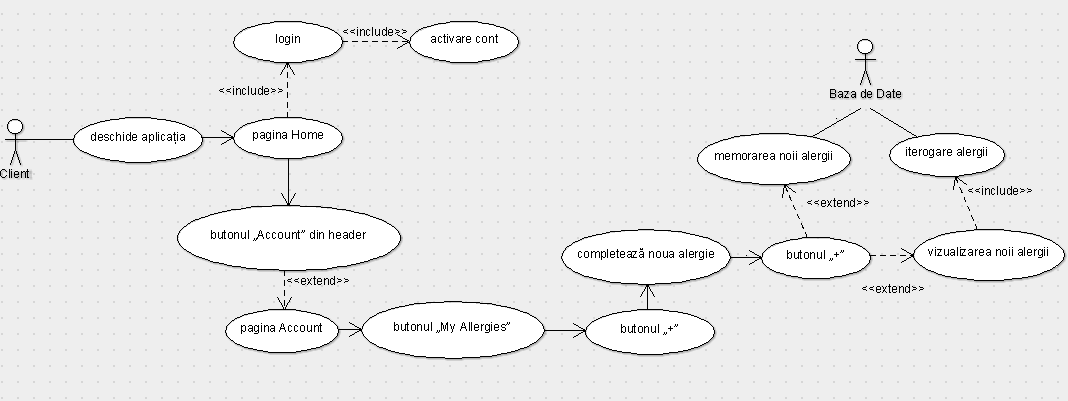 login
<<include>>
activare cont
<<include>>
Baza de Date
deschide aplicația
pagina Home
Client
memorarea noii alergii
iterogare alergii
<<extend>>
<<include>>
butonul „Account” din header
completează noua alergie
butonul „+”
vizualizarea noii alergii
<<extend>>
<<extend>>
pagina Account
butonul „My Allergies”
butonul „+”